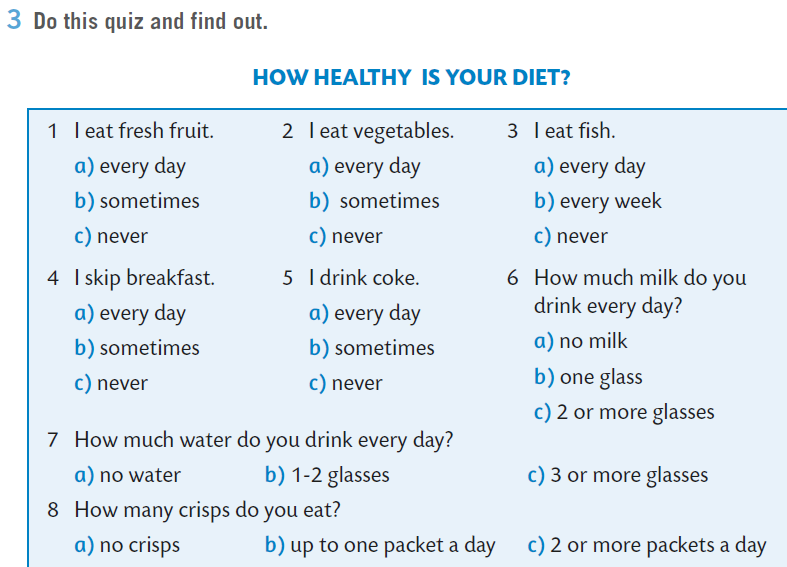 3 Do this quiz and find out.
HOW HEALTHY IS YOUR DIET?
1 I eat fresh fruit.
a) every day
b) sometimes
c) never
2 I eat vegetables.
a) every day
b) sometimes
c) never
3 I eat fish.
a) every day
b) every week
c) never
4 I skip breakfast.
a) every day
b) sometimes
c) never
5 I drink coke.
a) every day
b) sometimes
c) never
6 How much milk do you
drink every day?
a) no milk
b) one glass
c) 2 or more glasses
7 How much water do you drink every day?
a) no water b) 1-2 glasses c) 3 or more glasses
8 How many crisps do you eat?
a) no crisps b) up to one packet a day c) 2 or more packets a day